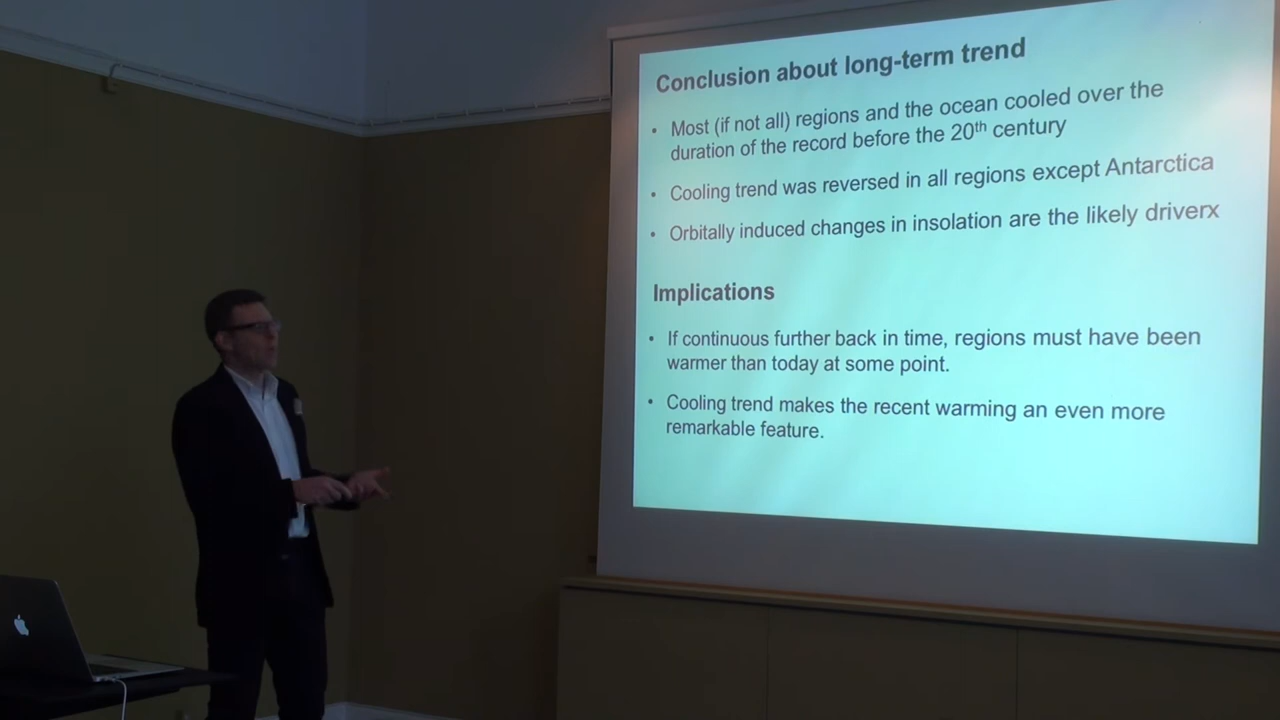 Conclusion about long-term trend
• Most (if not all) regions and the ocean cooled over the
duration of the record before the 20th century
• Cooling trend was reversed in all regions except Antarctica
• Orbitally induced changes in insolation are the likely driverx
Implications
• If continuous further back in time, regions must have been
warmer than today at some point.
• Cooling trend makes the recent warming an even more
remarkable feature.